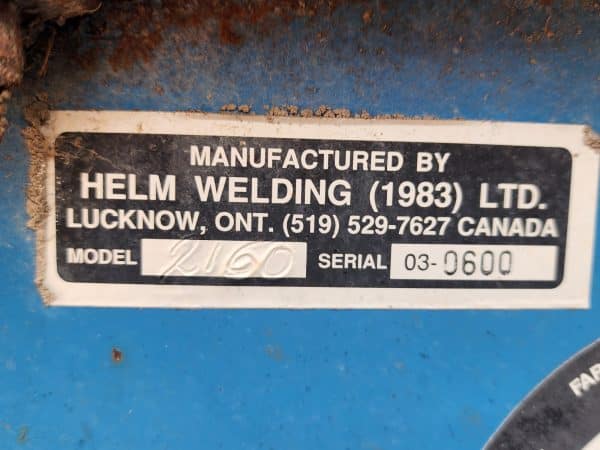 MANUFACTURED BY
HELM WELDING (1983) LTD.
LUCKNOW, ONT. (519) 529-7627 CANADA
MODEL 2160 SERIAL 03-0600